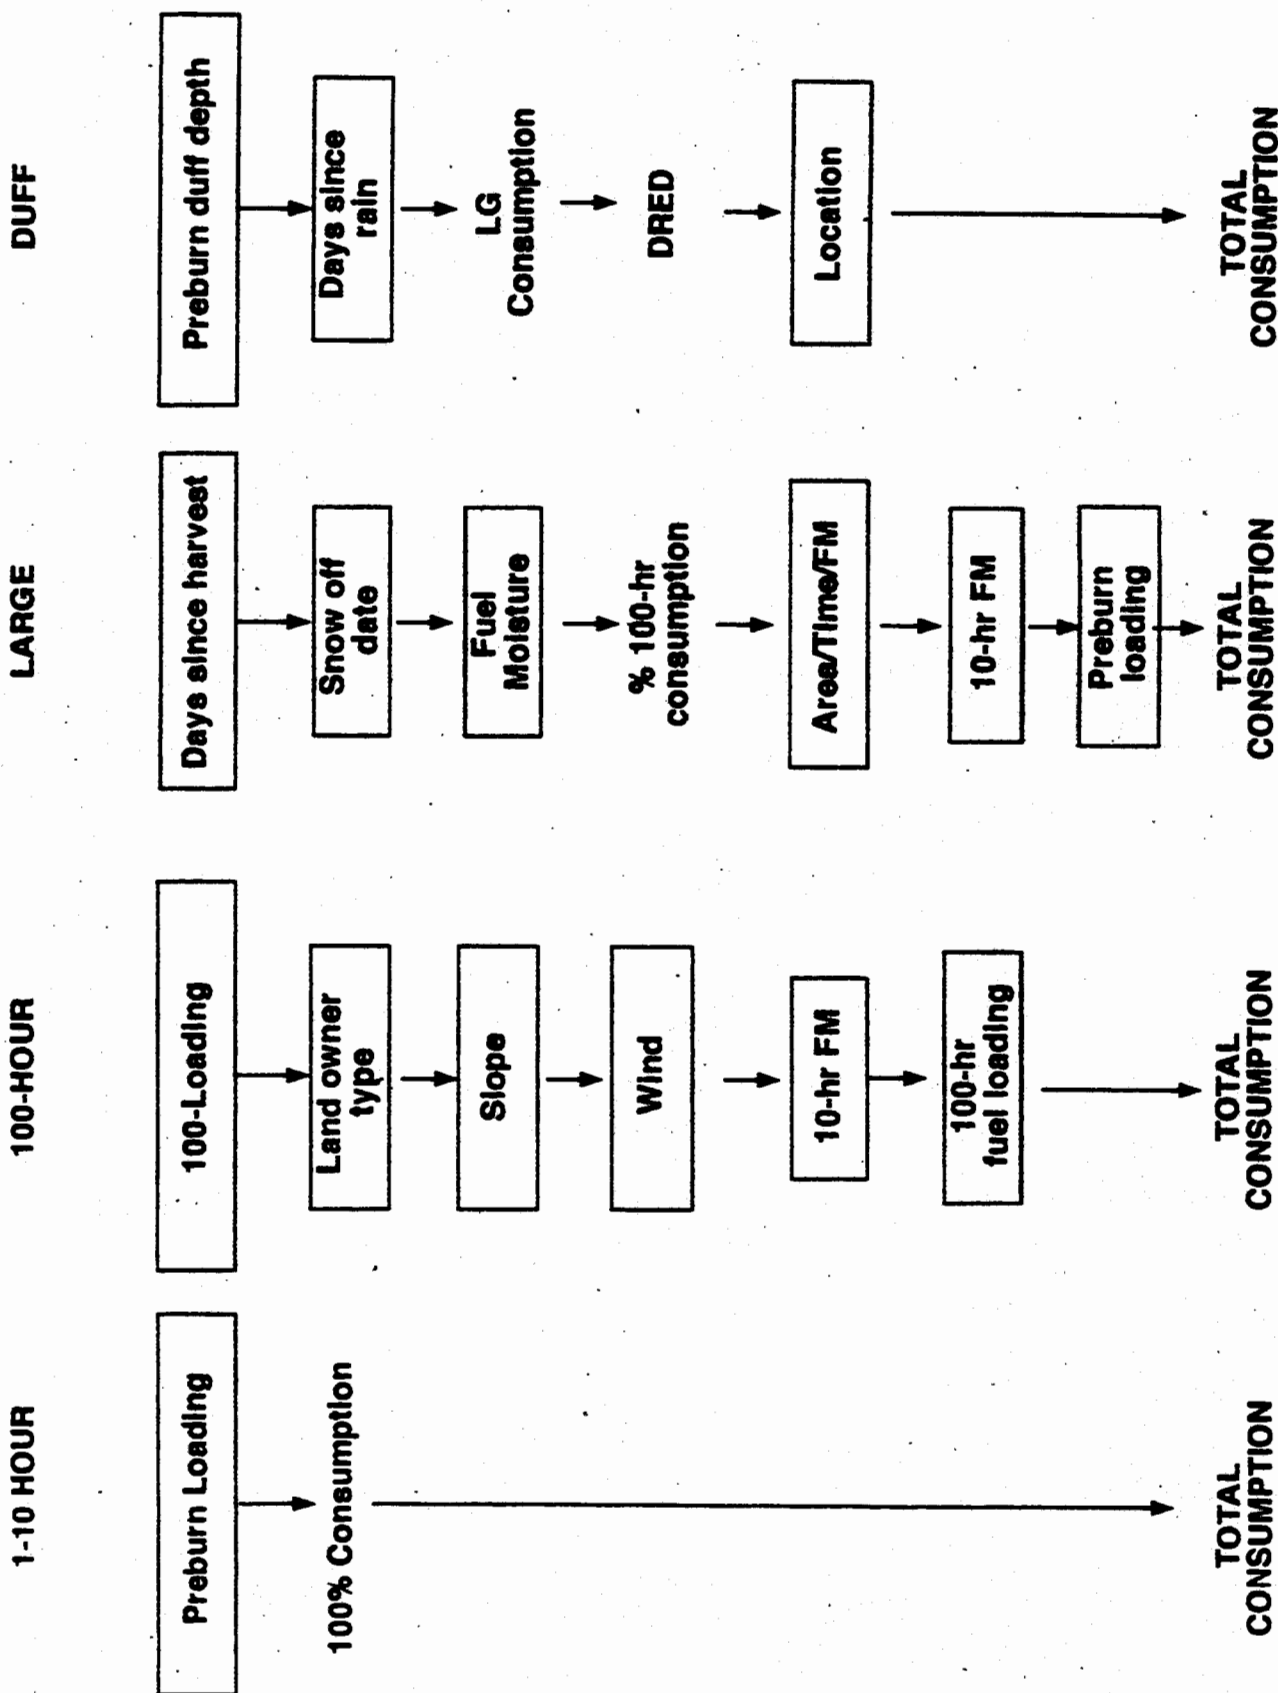 1-10 HOUR
Preburn Loading
100% Consumption
TOTAL
CONSUMPTION
100-HOUR
100-Loading
Land owner
type
Slope
Wind
10-hr FM
100-hr
fuel loading
TOTAL
CONSUMPTION
LARGE
Days since harvest
Snow off
date
Fuel
Moisture
% 100-hr
consumption
Area/Time/FM
10-hr FM
Preburn
loading
TOTAL
CONSUMPTION
DUFF
Preburn duff depth
Days since
rain
LG
Consumption
DRED
Location
TOTAL
CONSUMPTION